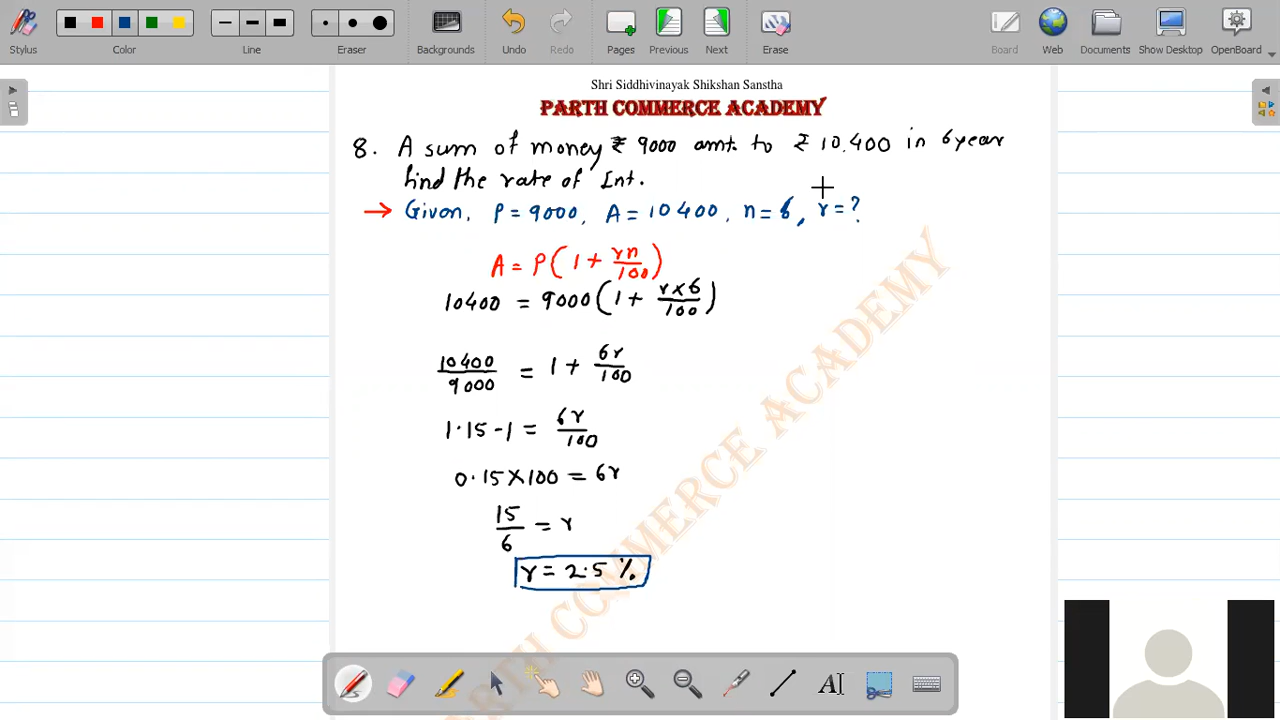 Stylus Color Line Eraser Backgrounds Undo Redo Pages Previous Next Erase Board Web Documents Show Desktop OpenBoard
Shri Siddhivinayak Shikshan Sanstha
PARTH COMMERCE ACADEMY
8. A sum of money ₹ 9000 amt. to ₹ 10,400 in 6 year
find the rate of Int.
→ Given, P = 9000, A = 10400, n = 6, r = ?
A = P(1 + rn/100)
10400 = 9000(1 + r×6/100)
10400/9000 = 1 + 6r/100
1.15 - 1 = 6r/100
0.15 × 100 = 6r
15/6 = r
r = 2.5 %
PARTH COMMERCE ACADEMY